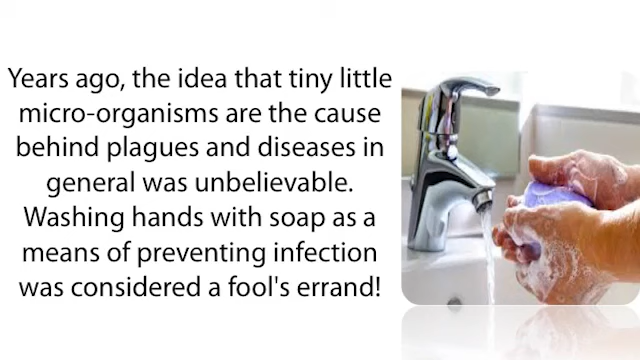 Years ago, the idea that tiny little
micro-organisms are the cause
behind plagues and diseases in
general was unbelievable.
Washing hands with soap as a
means of preventing infection
was considered a fool's errand!